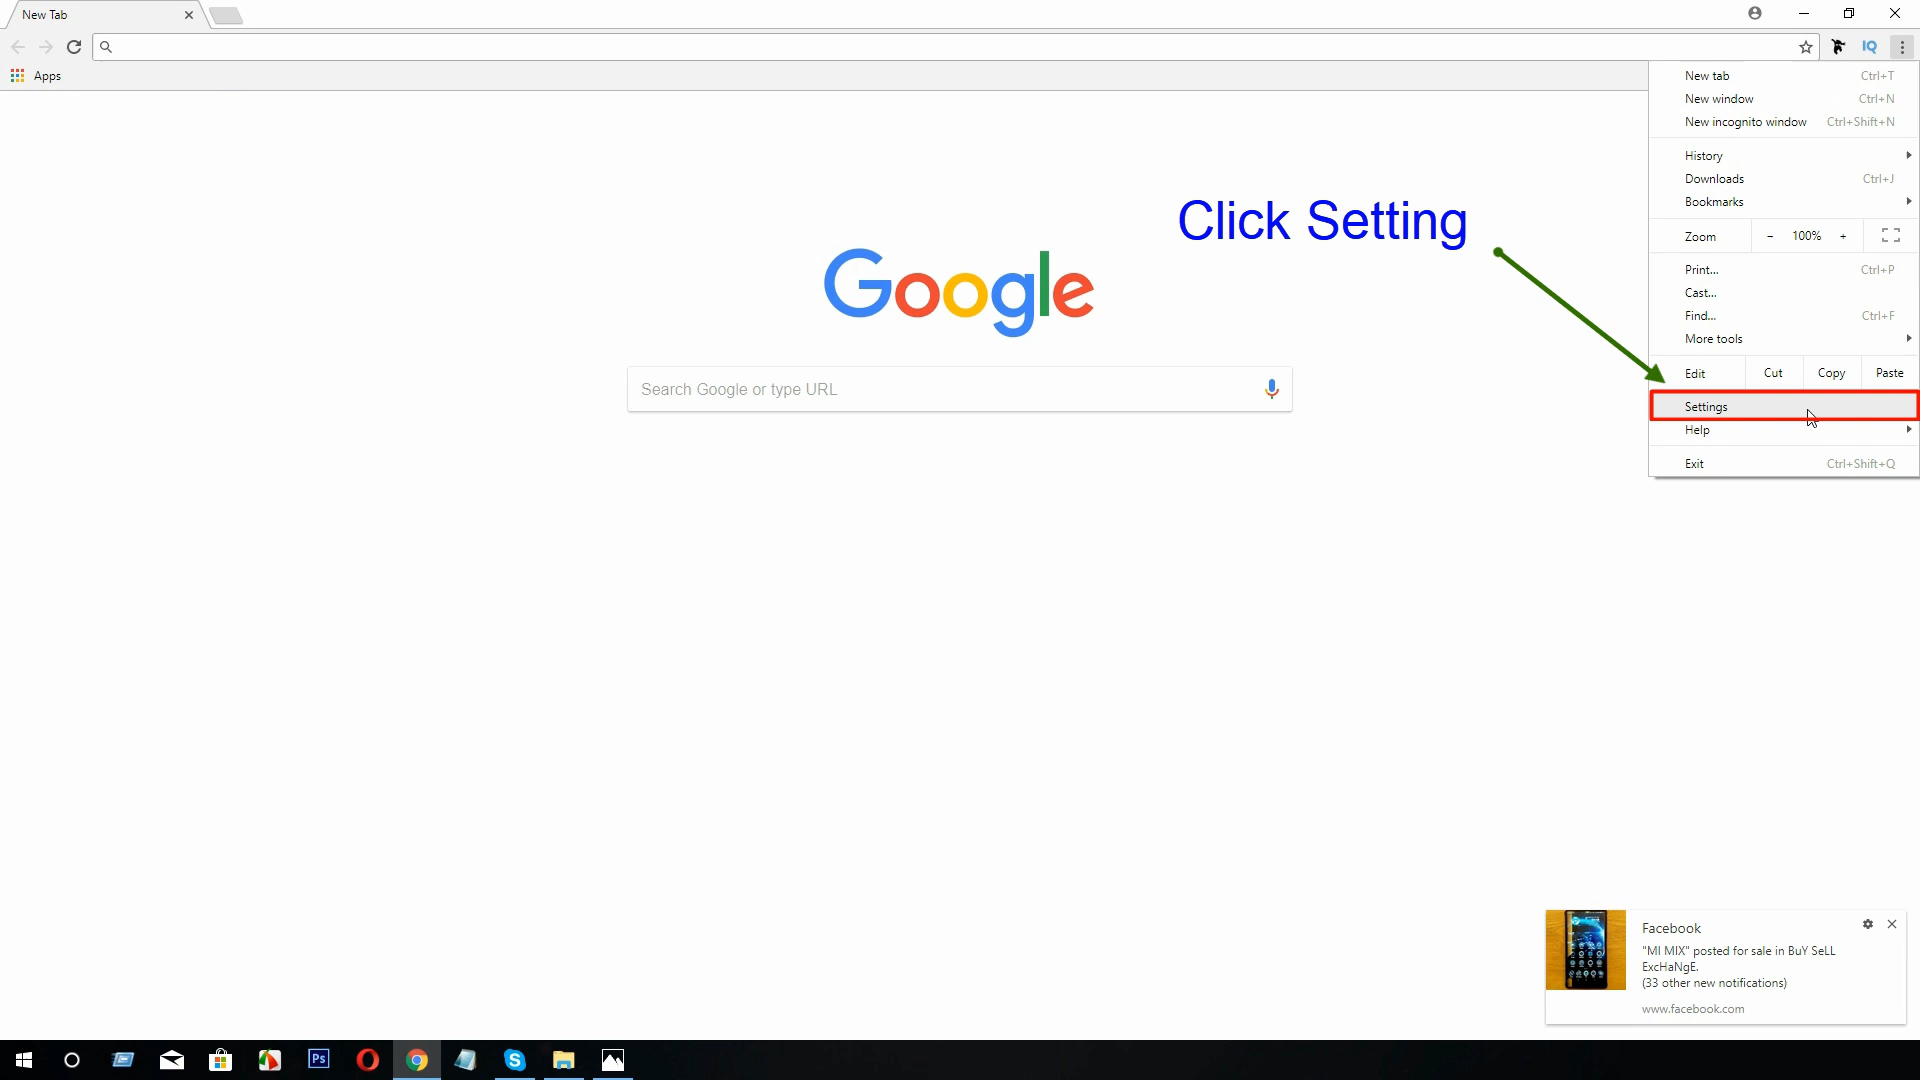 New Tab
Apps
IQ
New tab Ctrl+T
New window Ctrl+N
New incognito window Ctrl+Shift+N
History
Downloads Ctrl+J
Bookmarks
Zoom - 100% +
Print... Ctrl+P
Cast...
Find... Ctrl+F
More tools
Edit Cut Copy Paste
Settings
Help
Exit Ctrl+Shift+Q
Click Setting
Google
Search Google or type URL
Facebook
"MI MIX" posted for sale in BuY SeLL
ExcHaNgE.
(33 other new notifications)
www.facebook.com
Ps